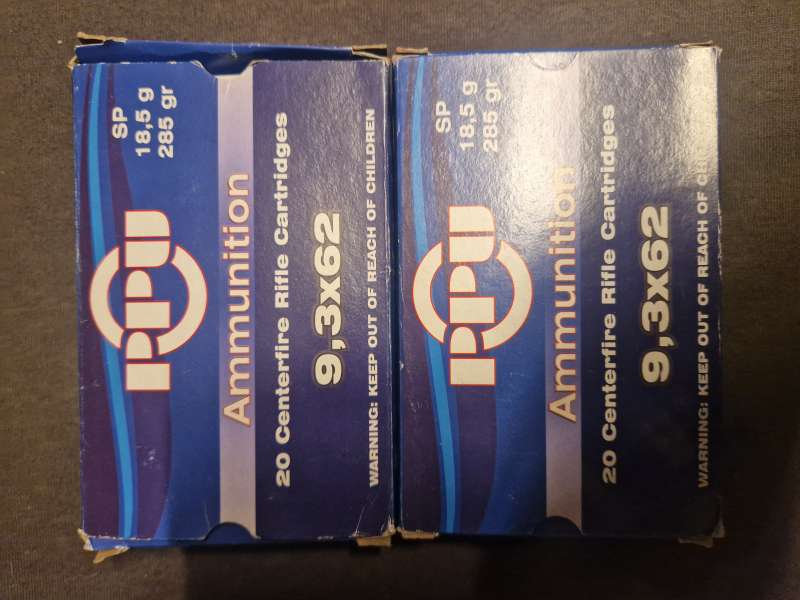 SP
18,5 g
285 gr
PPU
Ammunition
20 Centerfire Rifle Cartridges
9,3x62
WARNING: KEEP OUT OF REACH OF CHILDREN
SP
18,5 g
285 gr
PPU
Ammunition
20 Centerfire Rifle Cartridges
9,3x62
WARNING: KEEP OUT OF REACH OF